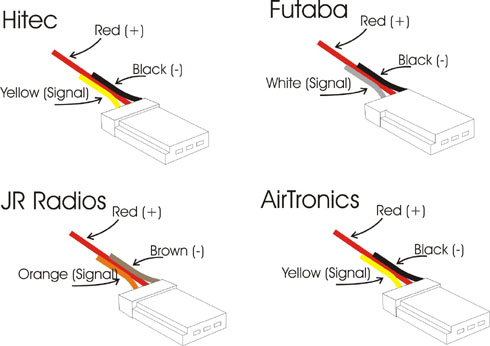 Hitec
Red (+)
Black (-)
Yellow (Signal)
Futaba
Red (+)
Black (-)
White (Signal)
JR Radios
Red (+)
Brown (-)
Orange (Signal)
AirTronics
Red (+)
Black (-)
Yellow (Signal)